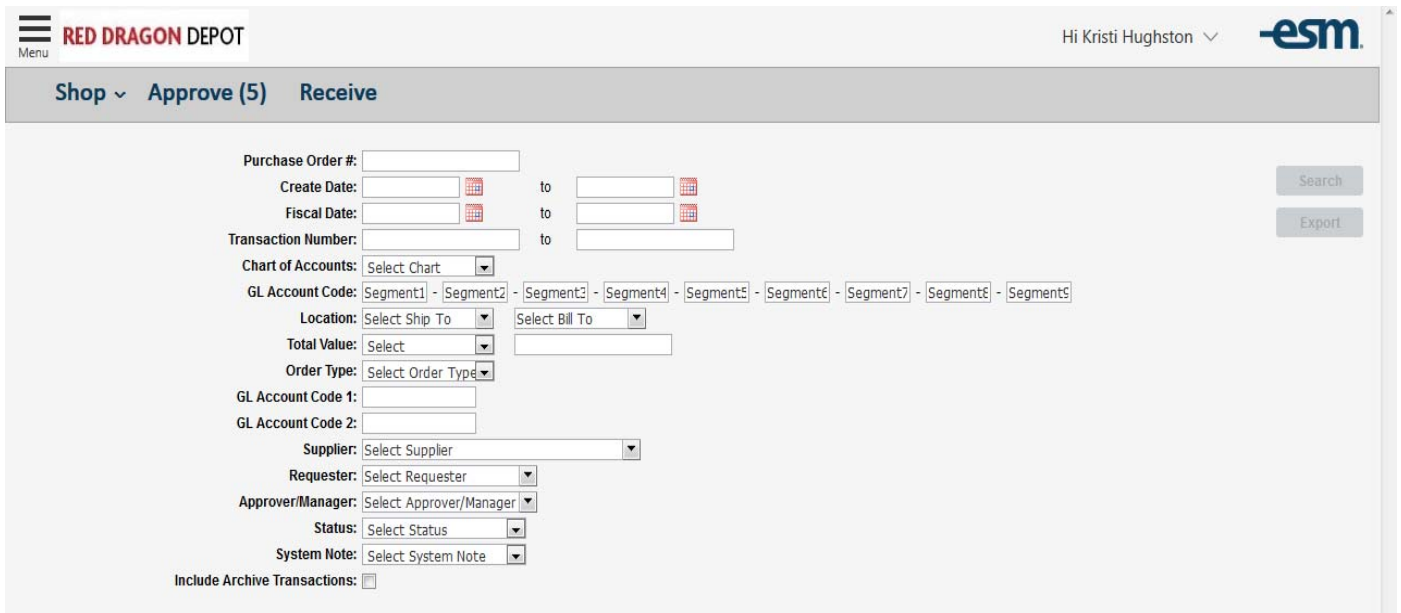 RED DRAGON DEPOT
Menu
Hi Kristi Hughston
esm.
Shop Approve (5) Receive
Purchase Order #:
Create Date: to
Search
Fiscal Date: to
Export
Transaction Number: to
Chart of Accounts: Select Chart
GL Account Code: Segment1 - Segment2 - Segment3 - Segment4 - Segment5 - Segment6 - Segment7 - Segment8 - Segment9
Location: Select Ship To Select Bill To
Total Value: Select
Order Type: Select Order Type
GL Account Code 1:
GL Account Code 2:
Supplier: Select Supplier
Requester: Select Requester
Approver/Manager: Select Approver/Manager
Status: Select Status
System Note: Select System Note
Include Archive Transactions: